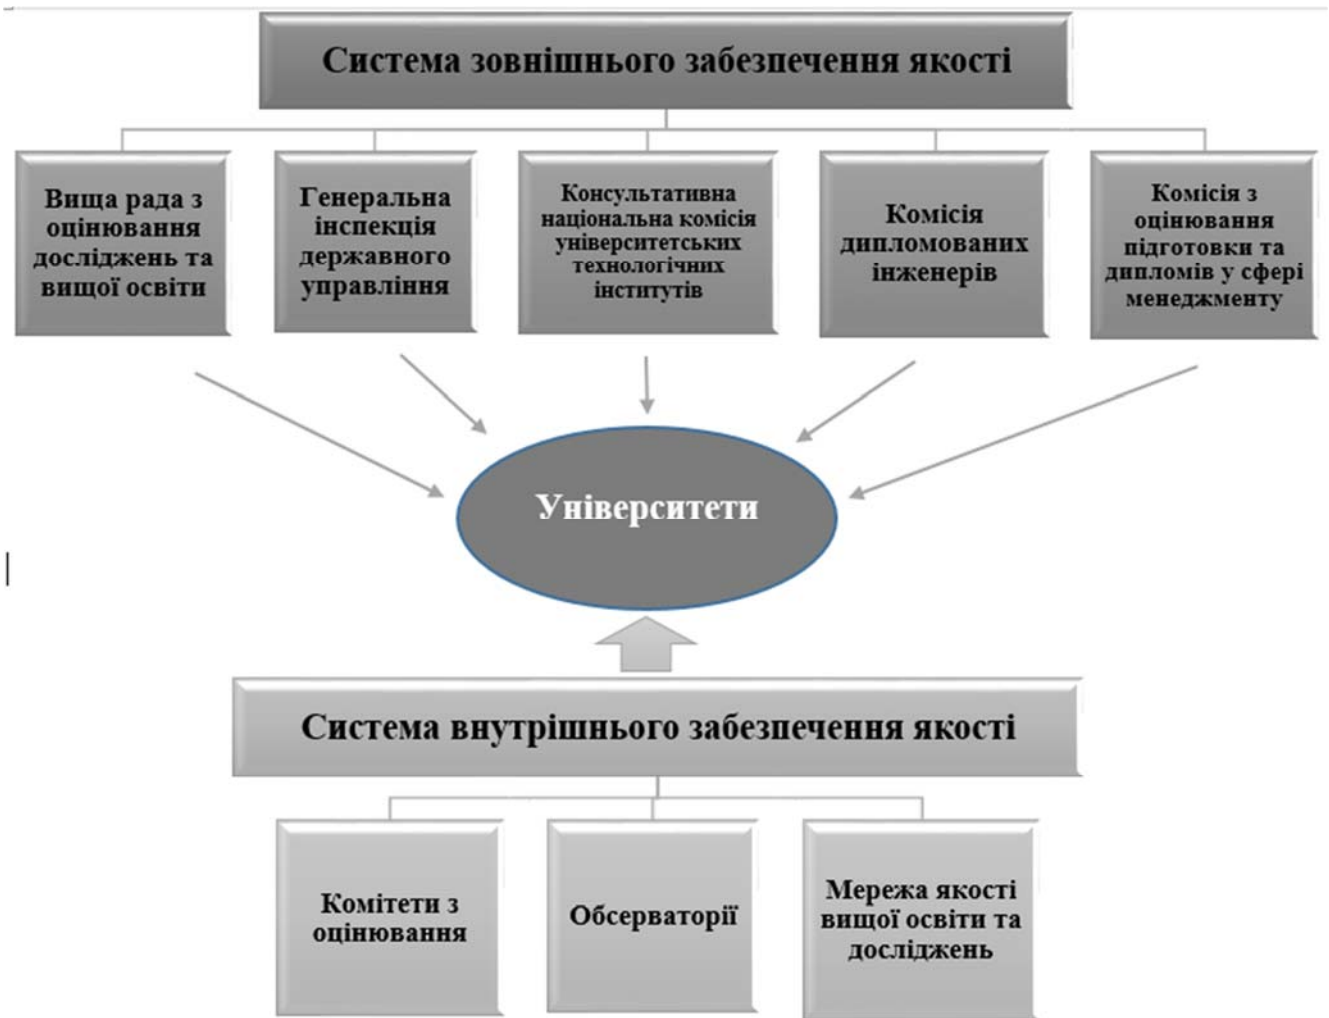 Система зовнішнього забезпечення якості
Вища рада з
оцінювання
досліджень та
вищої освіти
Генеральна
інспекція
державного
управління
Консультативна
національна комісія
університетських
технологічних
інститутів
Комісія
дипломованих
інженерів
Комісія з
оцінювання
підготовки та
дипломів у сфері
менеджменту
Університети
Система внутрішнього забезпечення якості
Комітети з
оцінювання
Обсерваторії
Мережа якості
вищої освіти та
досліджень